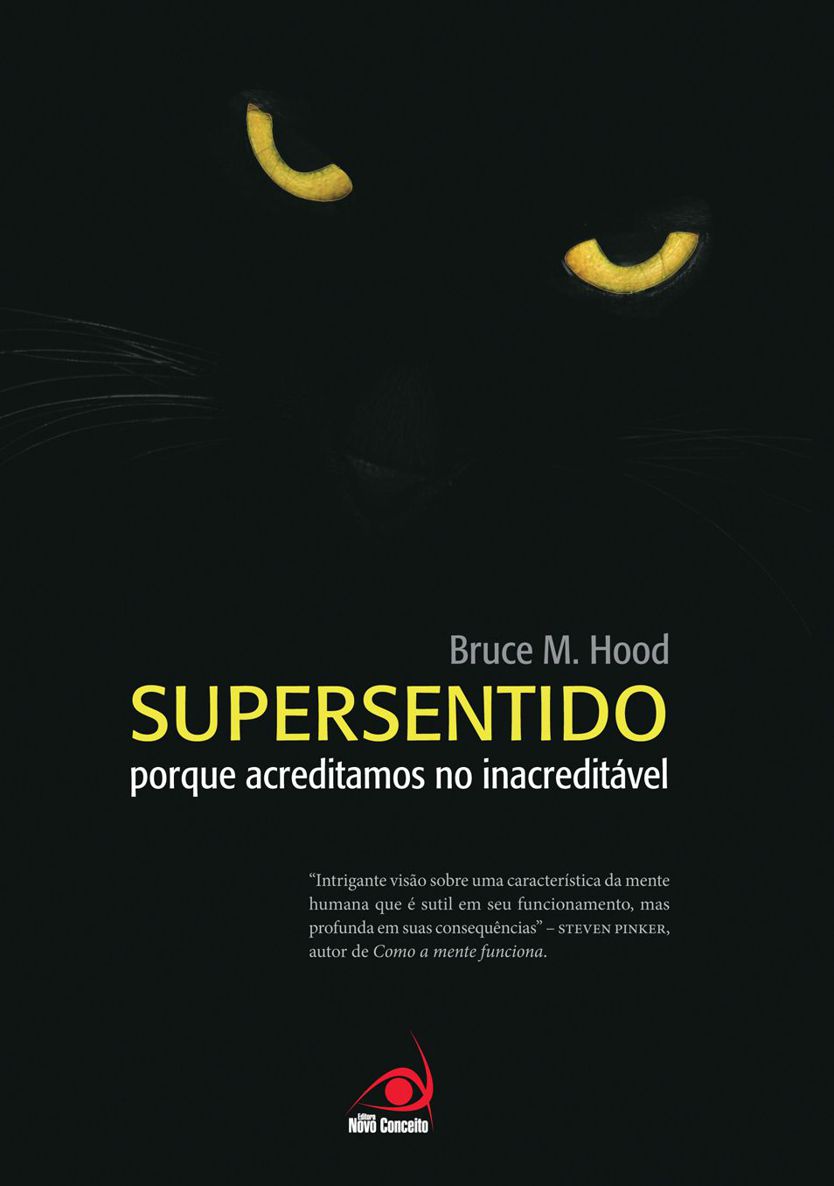 Bruce M. Hood
SUPERSENTIDO
porque acreditamos no inacreditável
“Intrigante visão sobre uma característica da mente
humana que é sutil em seu funcionamento, mas
profunda em suas consequências” – STEVEN PINKER,
autor de Como a mente funciona.
Editora
Novo Conceito